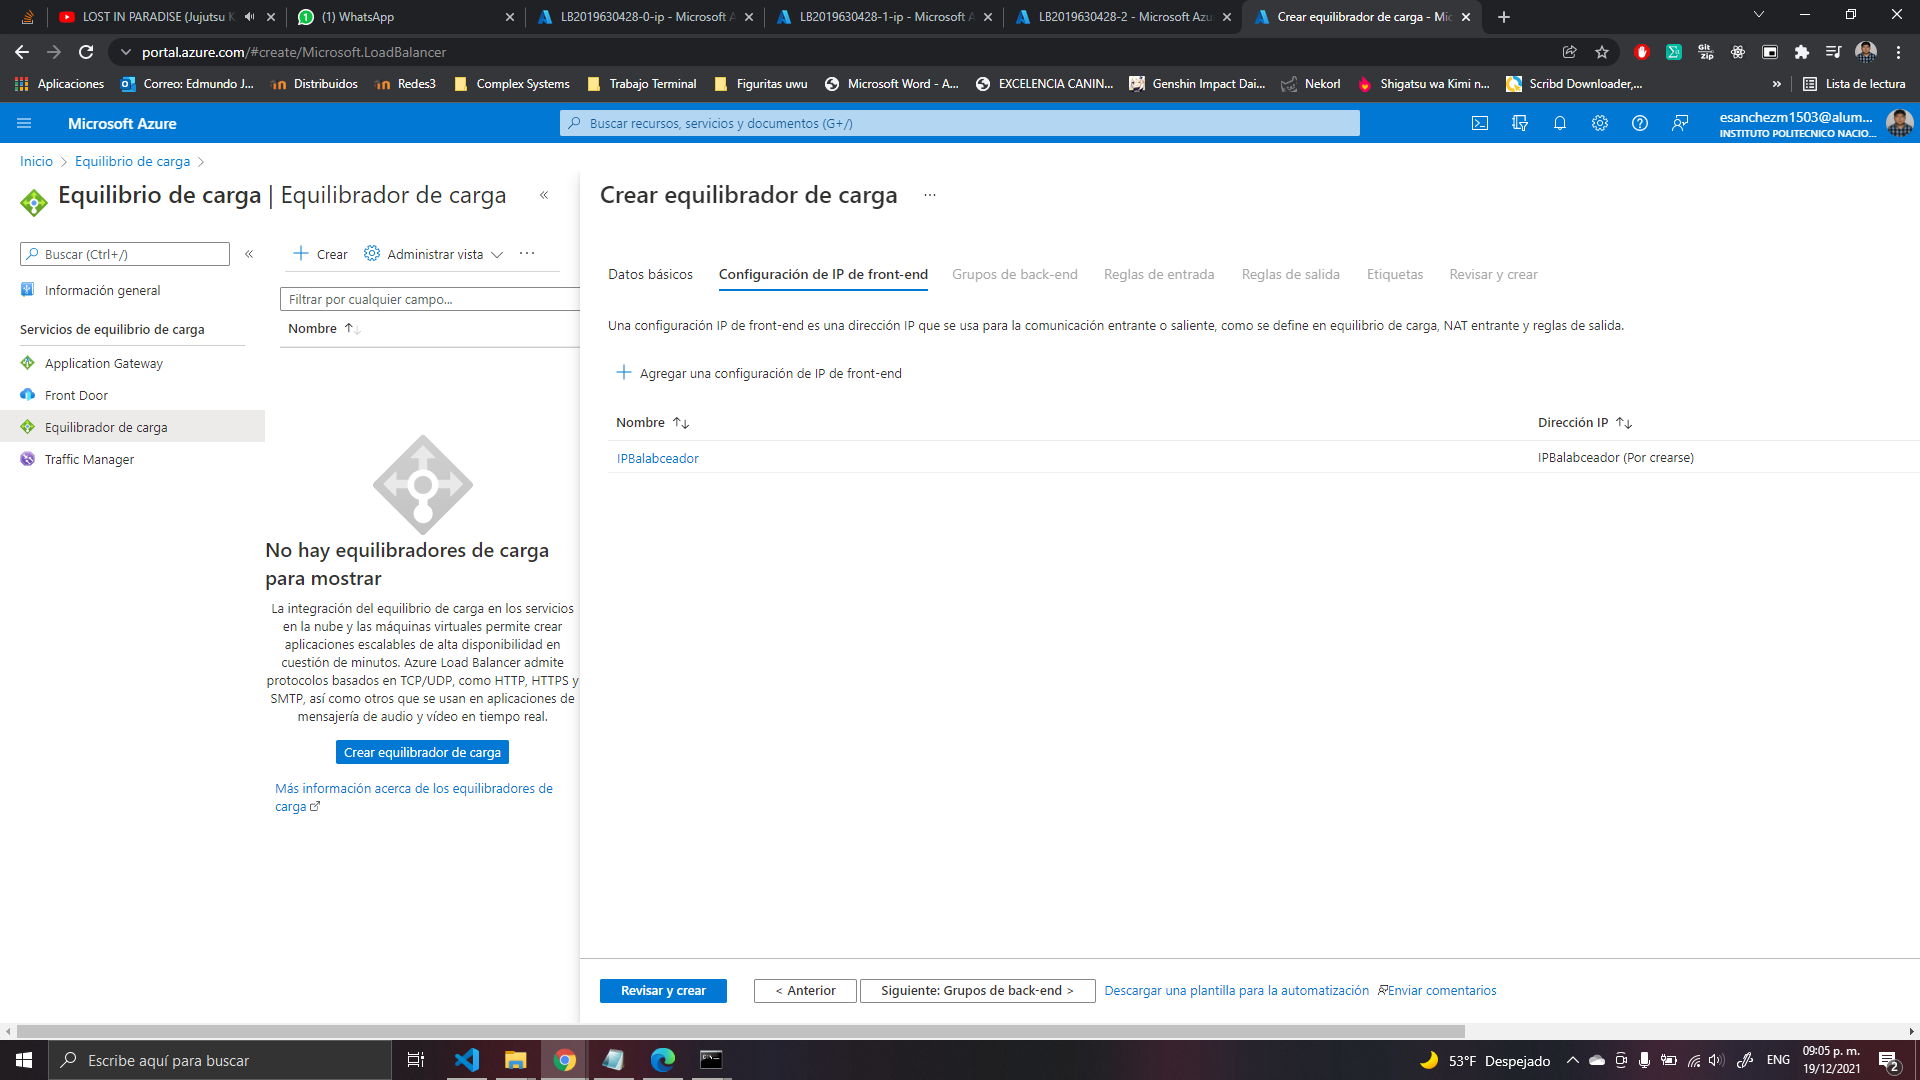 LOST IN PARADISE (Jujutsu K
(1) WhatsApp
LB2019630428-0-ip - Microsoft A
LB2019630428-1-ip - Microsoft A
LB2019630428-2 - Microsoft Azu
Crear equilibrador de carga - Mic
portal.azure.com/#create/Microsoft.LoadBalancer
Aplicaciones
Correo: Edmundo J...
Distribuidos
Redes3
Complex Systems
Trabajo Terminal
Figuritas uwu
Microsoft Word - A...
EXCELENCIA CANIN...
Genshin Impact Dai...
Nekorl
Shigatsu wa Kimi n...
Scribd Downloader,...
»
Lista de lectura
Microsoft Azure
Buscar recursos, servicios y documentos (G+/)
esanchezm1503@alum...
INSTITUTO POLITECNICO NACIO...
Inicio > Equilibrio de carga >
Equilibrio de carga | Equilibrador de carga
«
Buscar (Ctrl+/)
«
Información general
Servicios de equilibrio de carga
Application Gateway
Front Door
Equilibrador de carga
Traffic Manager
+ Crear
Administrar vista
...
Filtrar por cualquier campo...
Nombre ↑↓
No hay equilibradores de carga
para mostrar
La integración del equilibrio de carga en los servicios
en la nube y las máquinas virtuales permite crear
aplicaciones escalables de alta disponibilidad en
cuestión de minutos. Azure Load Balancer admite
protocolos basados en TCP/UDP, como HTTP, HTTPS y
SMTP, así como otros que se usan en aplicaciones de
mensajería de audio y vídeo en tiempo real.
Crear equilibrador de carga
Más información acerca de los equilibradores de
carga
Crear equilibrador de carga
...
Datos básicos
Configuración de IP de front-end
Grupos de back-end
Reglas de entrada
Reglas de salida
Etiquetas
Revisar y crear
Una configuración IP de front-end es una dirección IP que se usa para la comunicación entrante o saliente, como se define en equilibrio de carga, NAT entrante y reglas de salida.
+ Agregar una configuración de IP de front-end
Nombre ↑↓
Dirección IP ↑↓
IPBalabceador
IPBalabceador (Por crearse)
Revisar y crear
< Anterior
Siguiente: Grupos de back-end >
Descargar una plantilla para la automatización
Enviar comentarios
Escribe aquí para buscar
53°F Despejado
ENG
09:05 p. m.
19/12/2021
2